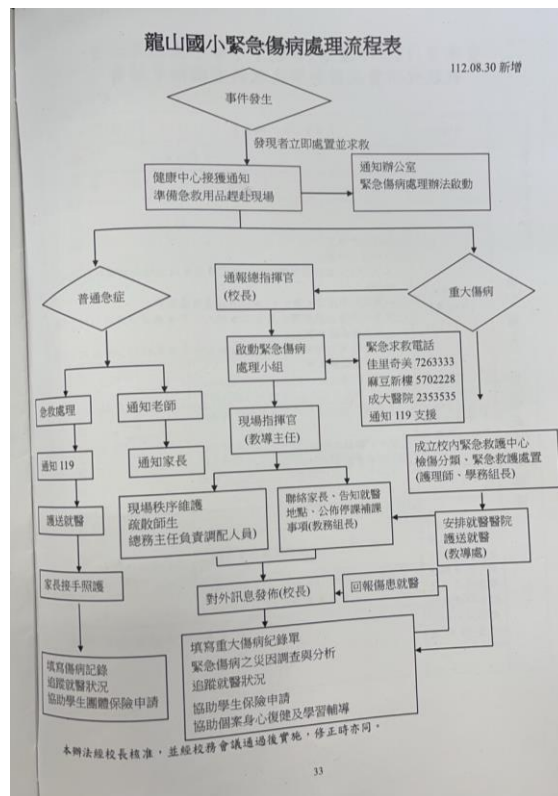 龍山國小緊急傷病處理流程表
112.08.30 新增
事件發生
發現者立即處置並求救
健康中心接獲通知
準備急救用品趕赴現場
通知辦公室
緊急傷病處理辦法啟動
普通急症
通報總指揮官
(校長)
重大傷病
啟動緊急傷病
處理小組
緊急求救電話
佳里奇美 7263333
麻豆新樓 5702228
成大醫院 2353535
通知 119 支援
急救處理
通知老師
現場指揮官
(教導主任)
通知 119
通知家長
成立校內緊急救護中心
檢傷分類、緊急救護處置
(護理師、學務組長)
護送就醫
現場秩序維護
疏散師生
總務主任負責調配人員)
聯絡家長、告知就醫
地點、公佈停課補課
事項(教務組長)
安排就醫醫院
護送就醫
(教導處)
家長接手照護
對外訊息發佈(校長)
回報傷患就醫
填寫傷病記錄
追蹤就醫狀況
協助學生團體保險申請
填寫重大傷病紀錄單
緊急傷病之災因調查與分析
追蹤就醫狀況
協助學生保險申請
協助個案身心復健及學習輔導
本辦法經校長核准，並經校務會議通過後實施，修正時亦同。
33